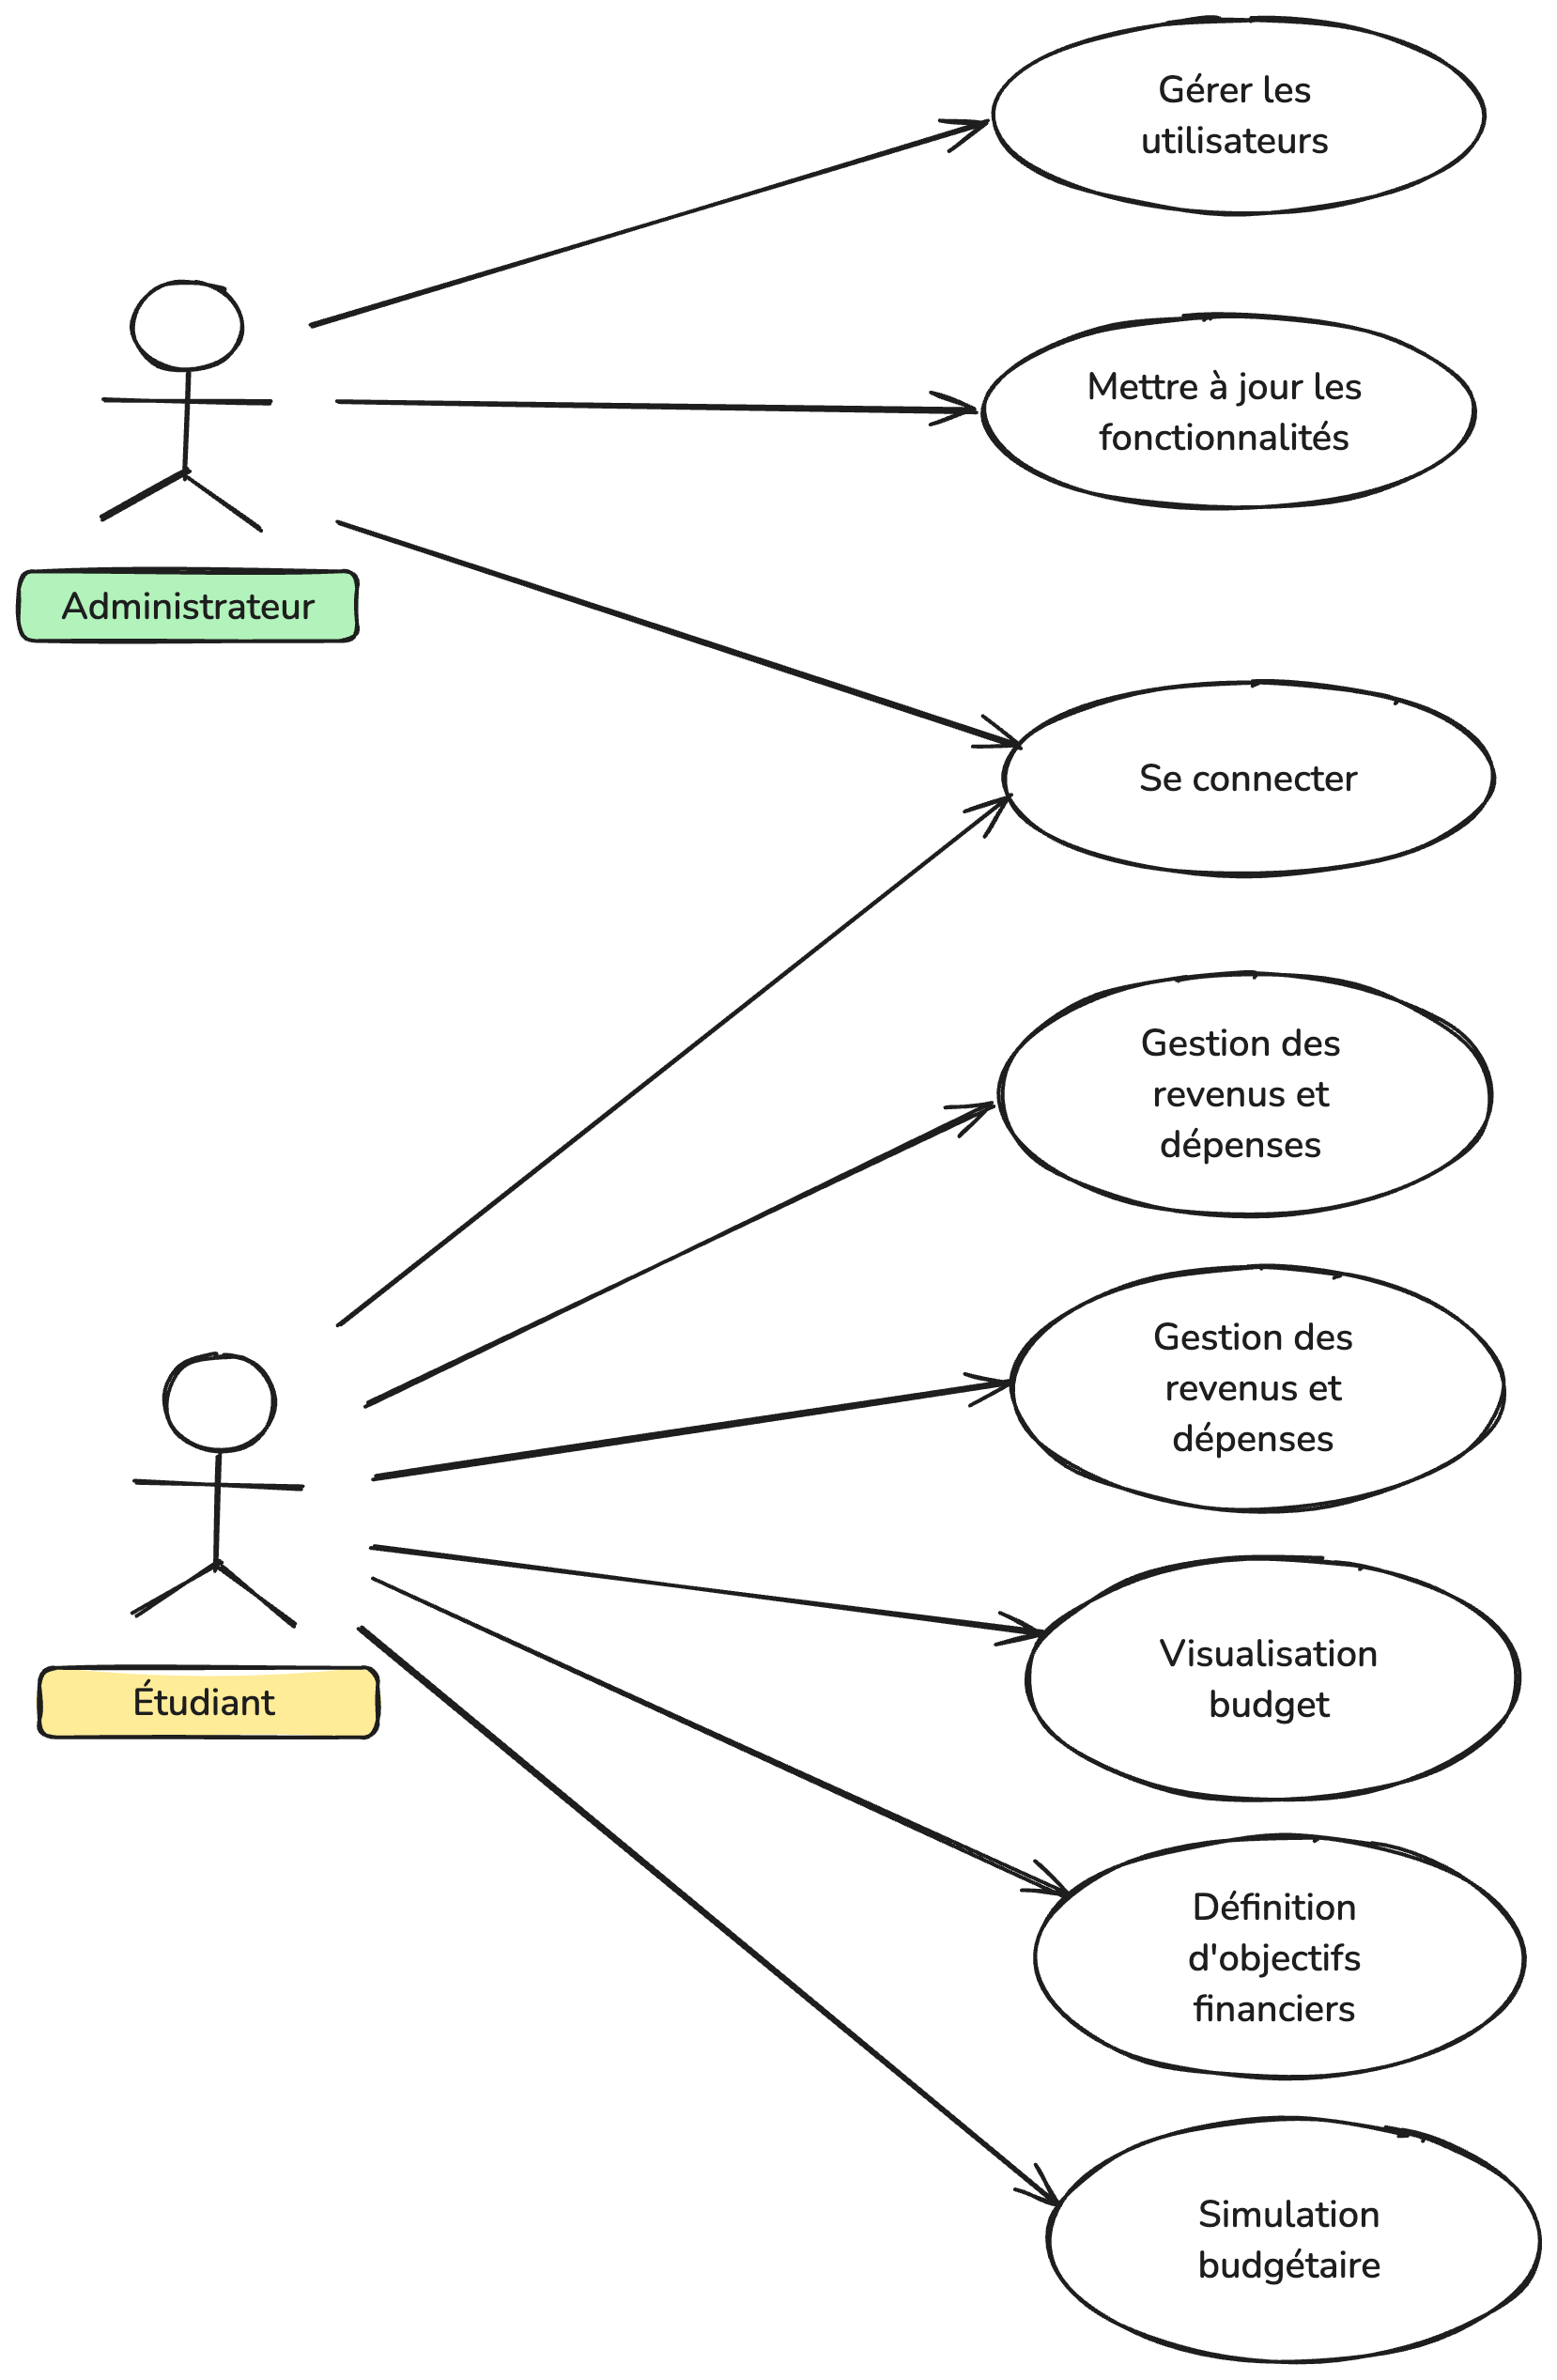 Gérer les
utilisateurs
Mettre à jour les
fonctionnalités
Administrateur
Se connecter
Gestion des
revenus et
dépenses
Gestion des
revenus et
dépenses
Visualisation
budget
Étudiant
Définition
d'objectifs
financiers
Simulation
budgétaire